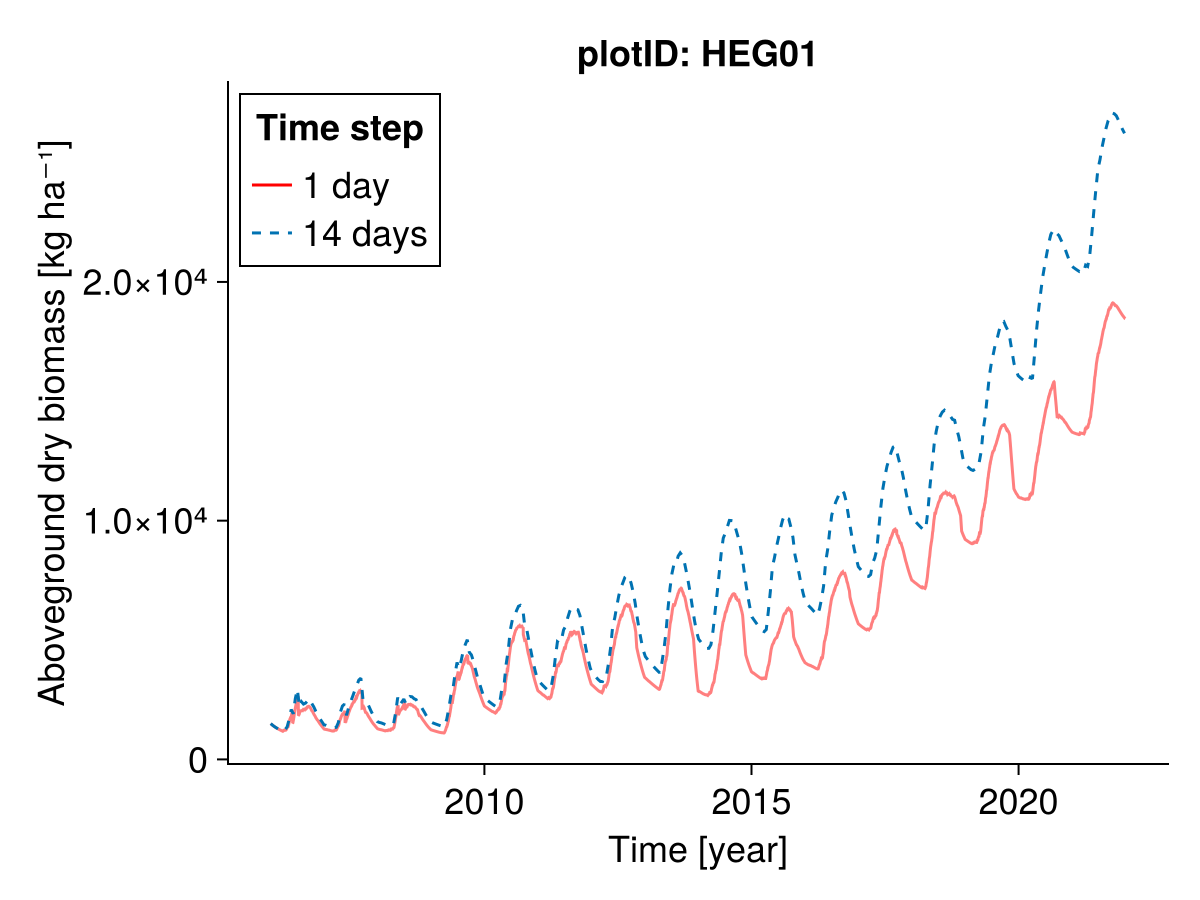 plotID: HEG01
Time step
1 day
14 days
Aboveground dry biomass [kg ha⁻¹]
2.0×10⁴
1.0×10⁴
0
2010 2015 2020
Time [year]